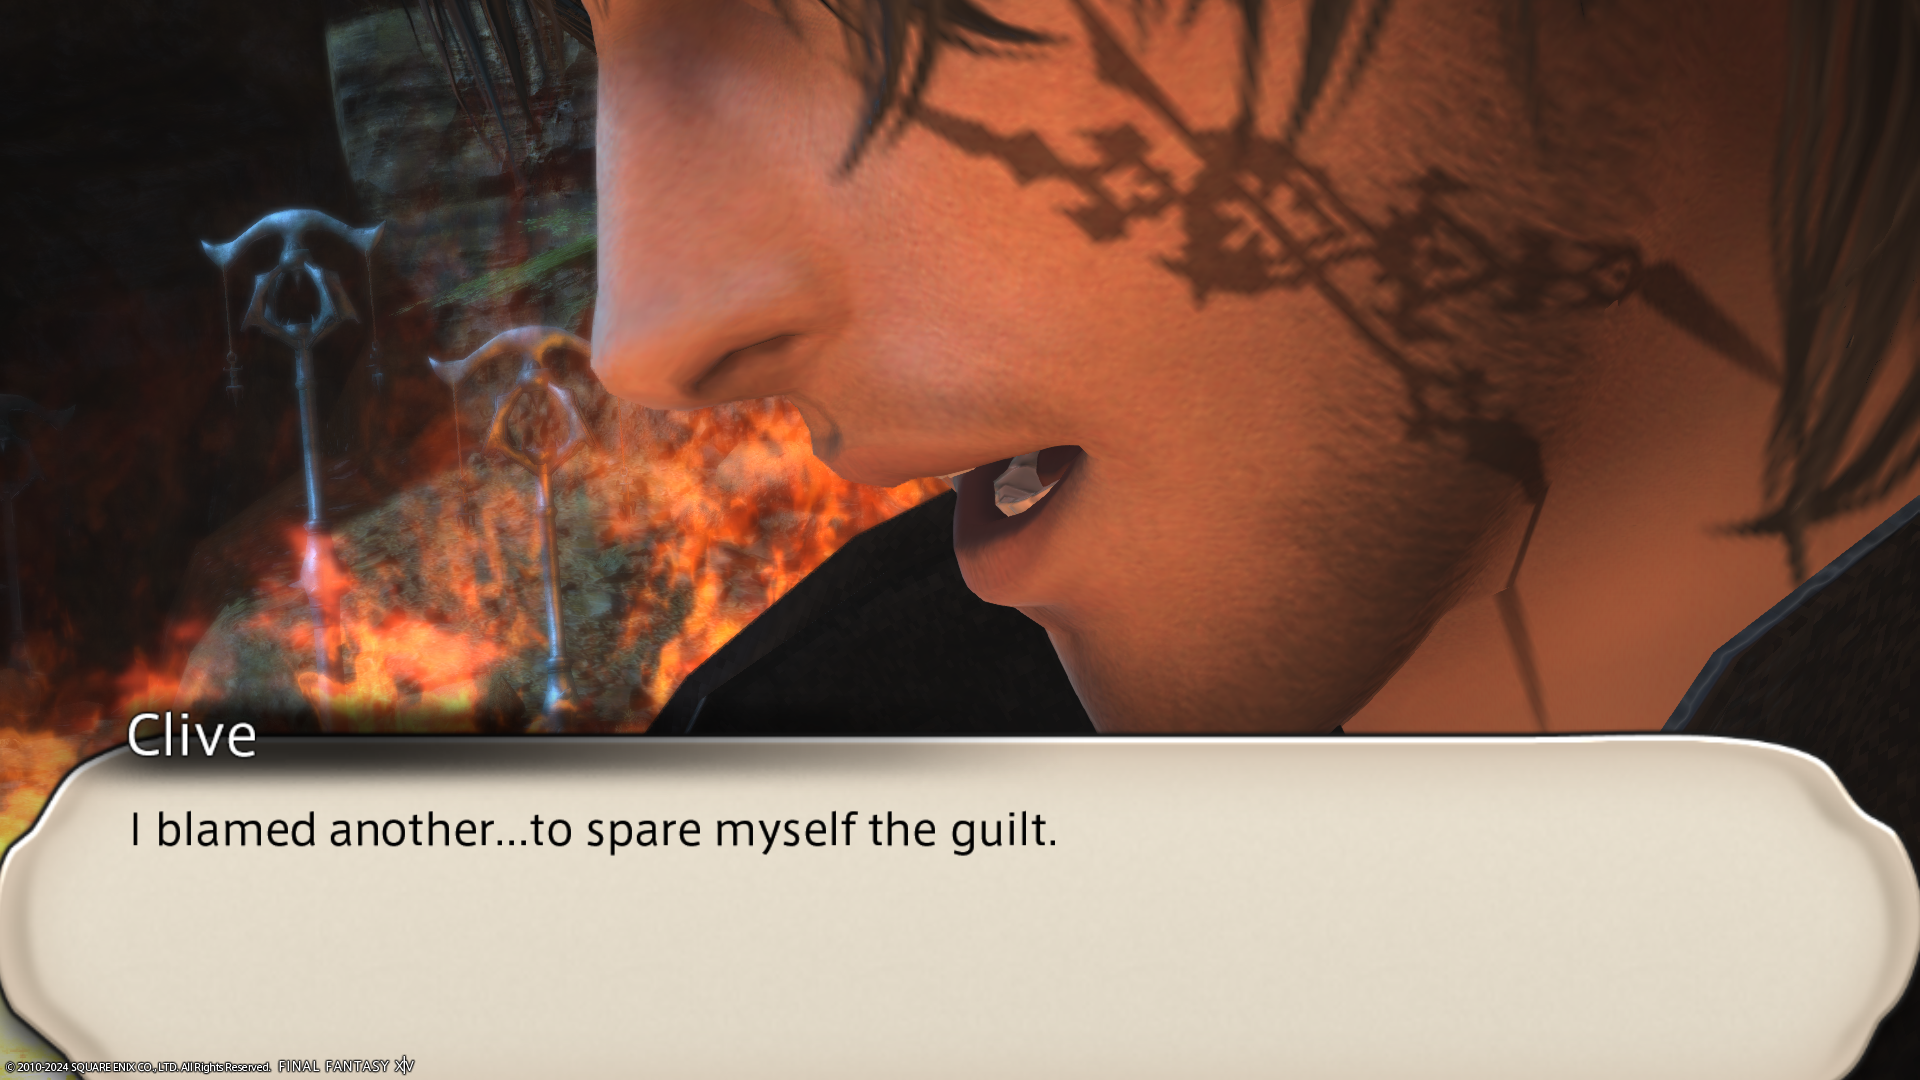 Clive
I blamed another...to spare myself the guilt.
© 2010-2024 SQUARE ENIX CO., LTD. All Rights Reserved. FINAL FANTASY XIV